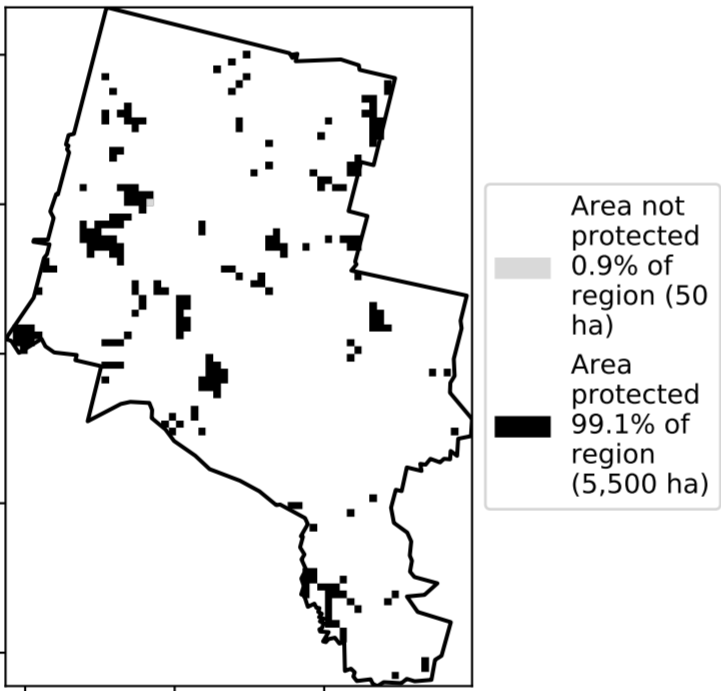 Area not
protected
0.9% of
region (50
ha)
Area
protected
99.1% of
region
(5,500 ha)